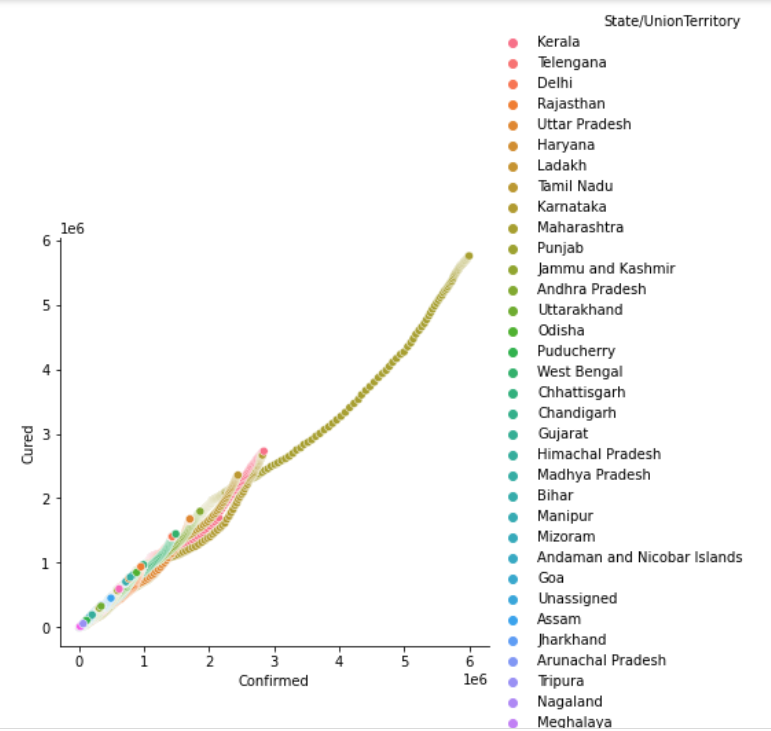 State/UnionTerritory
Kerala
Telengana
Delhi
Rajasthan
Uttar Pradesh
Haryana
Ladakh
Tamil Nadu
Karnataka
Maharashtra
Punjab
Jammu and Kashmir
Andhra Pradesh
Uttarakhand
Odisha
Puducherry
West Bengal
Chhattisgarh
Chandigarh
Gujarat
Himachal Pradesh
Madhya Pradesh
Bihar
Manipur
Mizoram
Andaman and Nicobar Islands
Goa
Unassigned
Assam
Jharkhand
Arunachal Pradesh
Tripura
Nagaland
Meghalaya
1e6
6
5
4
3
2
1
0
Cured
0 1 2 3 4 5 6
1e6
Confirmed